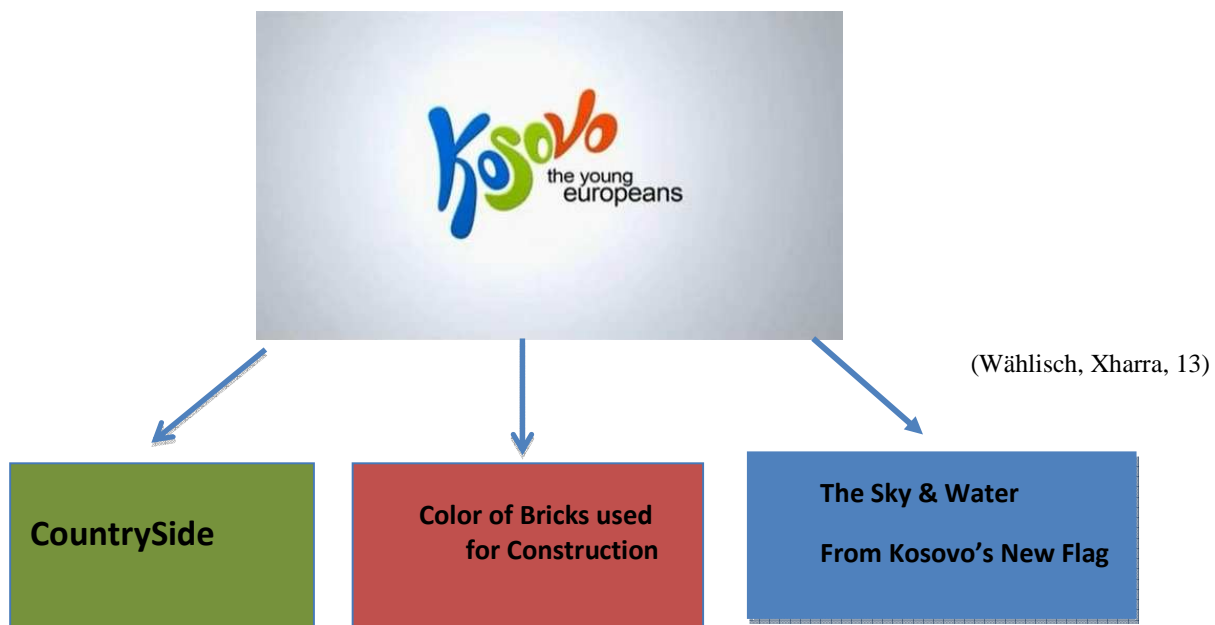 Kosovo
the young
europeans
(Wählisch, Xharra, 13)
CountrySide
Color of Bricks used
for Construction
The Sky & Water
From Kosovo’s New Flag